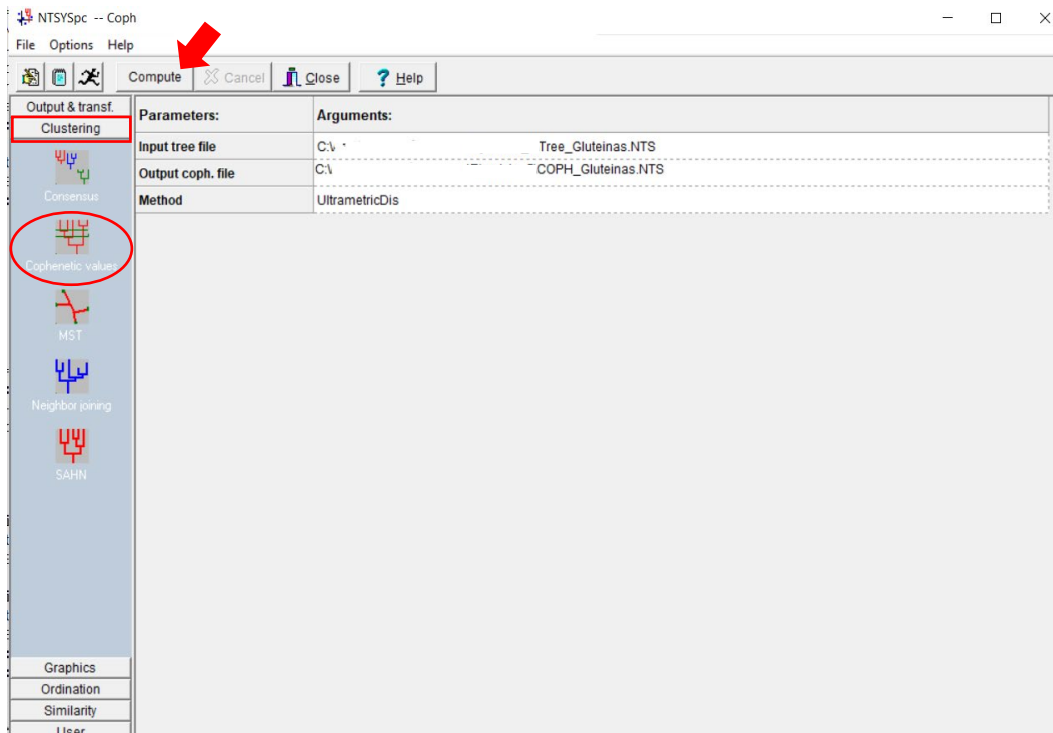 NTSYSpc -- Coph
File Options Help
Compute Cancel Close ? Help
Output & transf.
Clustering
Consensus
Cophenetic values
MST
Neighbor joining
SAHN
Graphics
Ordination
Similarity
User
Parameters: Arguments:
Input tree file C:\ Tree_Gluteinas.NTS
Output coph. file C:\ COPH_Gluteinas.NTS
Method UltrametricDis